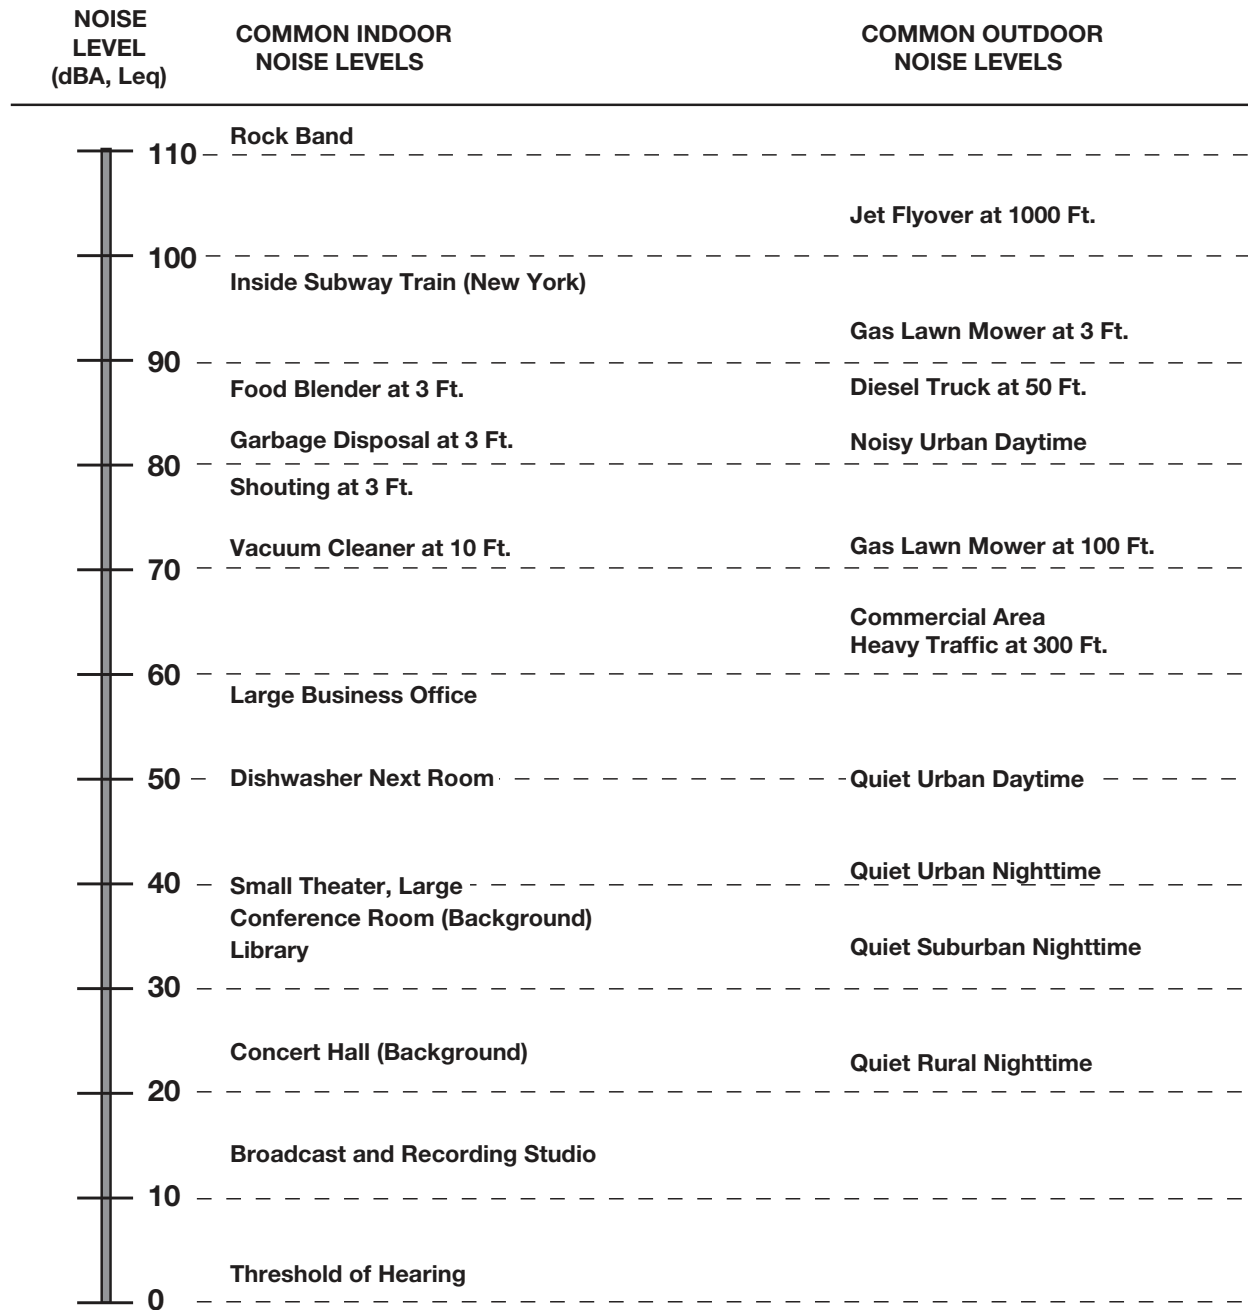 NOISE
LEVEL
(dBA, Leq)
COMMON INDOOR
NOISE LEVELS
COMMON OUTDOOR
NOISE LEVELS
Rock Band
110
Jet Flyover at 1000 Ft.
100
Inside Subway Train (New York)
Gas Lawn Mower at 3 Ft.
90
Food Blender at 3 Ft.
Diesel Truck at 50 Ft.
Garbage Disposal at 3 Ft.
Noisy Urban Daytime
80
Shouting at 3 Ft.
Vacuum Cleaner at 10 Ft.
Gas Lawn Mower at 100 Ft.
70
Commercial Area
Heavy Traffic at 300 Ft.
60
Large Business Office
50
Dishwasher Next Room
Quiet Urban Daytime
Quiet Urban Nighttime
40
Small Theater, Large
Conference Room (Background)
Library
Quiet Suburban Nighttime
30
Concert Hall (Background)
Quiet Rural Nighttime
20
Broadcast and Recording Studio
10
Threshold of Hearing
0